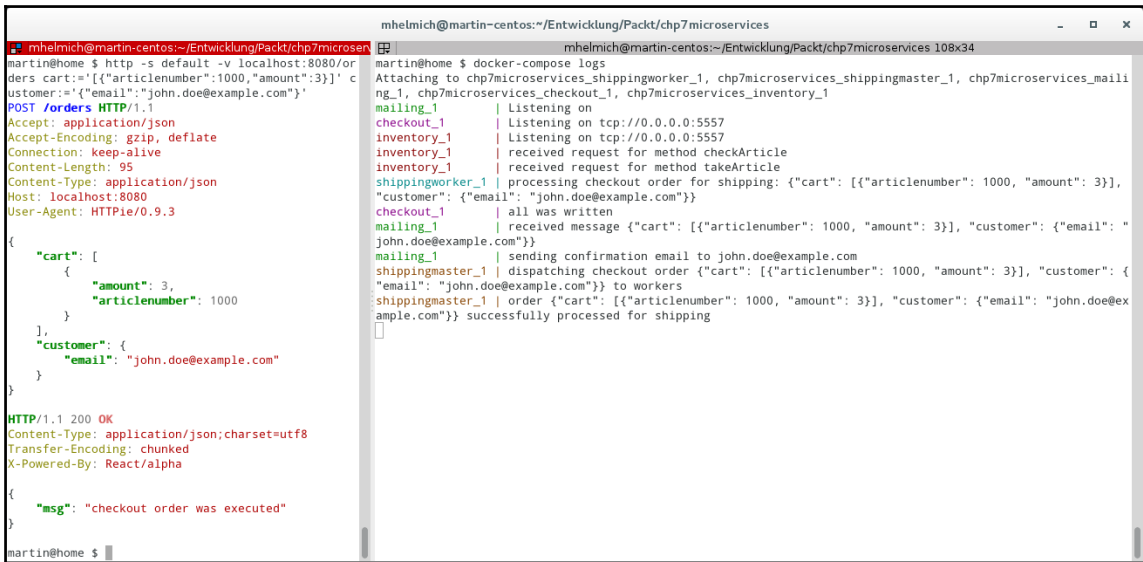 mhelmich@martin-centos:~/Entwicklung/Packt/chp7microservices
mhelmich@martin-centos:~/Entwicklung/Packt/chp7microserv
martin@home $ http -s default -v localhost:8080/or
ders cart:='[{"articlenumber":1000,"amount":3}]' c
ustomer:='{"email":"john.doe@example.com"}'
POST /orders HTTP/1.1
Accept: application/json
Accept-Encoding: gzip, deflate
Connection: keep-alive
Content-Length: 95
Content-Type: application/json
Host: localhost:8080
User-Agent: HTTPie/0.9.3
{
    "cart": [
        {
            "amount": 3,
            "articlenumber": 1000
        }
    ],
    "customer": {
        "email": "john.doe@example.com"
    }
}
HTTP/1.1 200 OK
Content-Type: application/json;charset=utf8
Transfer-Encoding: chunked
X-Powered-By: React/alpha
{
    "msg": "checkout order was executed"
}
martin@home $
mhelmich@martin-centos:~/Entwicklung/Packt/chp7microservices 108x34
martin@home $ docker-compose logs
Attaching to chp7microservices_shippingworker_1, chp7microservices_shippingmaster_1, chp7microservices_maili
ng_1, chp7microservices_checkout_1, chp7microservices_inventory_1
mailing_1        | Listening on
checkout_1       | Listening on tcp://0.0.0.0:5557
inventory_1      | Listening on tcp://0.0.0.0:5557
inventory_1      | received request for method checkArticle
inventory_1      | received request for method takeArticle
shippingworker_1 | processing checkout order for shipping: {"cart": [{"articlenumber": 1000, "amount": 3}],
"customer": {"email": "john.doe@example.com"}}
checkout_1       | all was written
mailing_1        | received message {"cart": [{"articlenumber": 1000, "amount": 3}], "customer": {"email": "
john.doe@example.com"}}
mailing_1        | sending confirmation email to john.doe@example.com
shippingmaster_1 | dispatching checkout order {"cart": [{"articlenumber": 1000, "amount": 3}], "customer": {
"email": "john.doe@example.com"}} to workers
shippingmaster_1 | order {"cart": [{"articlenumber": 1000, "amount": 3}], "customer": {"email": "john.doe@ex
ample.com"}} successfully processed for shipping